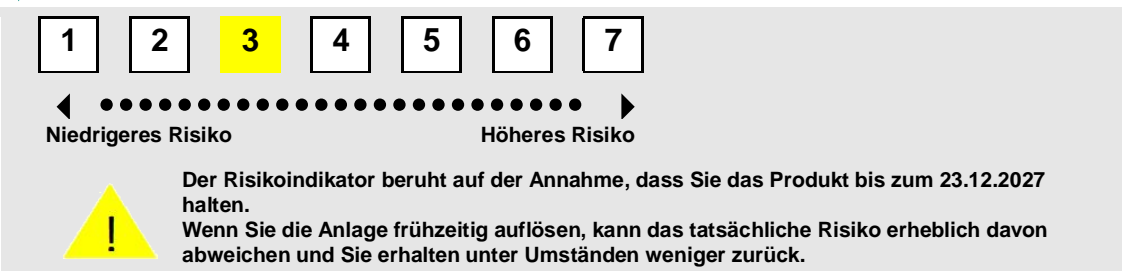 1 2 3 4 5 6 7
Niedrigeres Risiko Höheres Risiko
Der Risikoindikator beruht auf der Annahme, dass Sie das Produkt bis zum 23.12.2027
halten.
Wenn Sie die Anlage frühzeitig auflösen, kann das tatsächliche Risiko erheblich davon
abweichen und Sie erhalten unter Umständen weniger zurück.
!